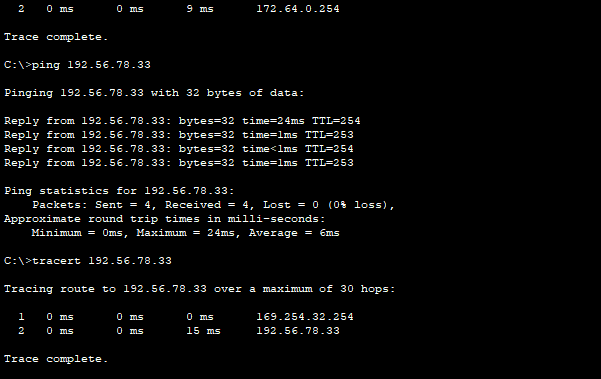 2 0 ms 0 ms 9 ms 172.64.0.254
Trace complete.
C:\>ping 192.56.78.33
Pinging 192.56.78.33 with 32 bytes of data:
Reply from 192.56.78.33: bytes=32 time=24ms TTL=254
Reply from 192.56.78.33: bytes=32 time=1ms TTL=253
Reply from 192.56.78.33: bytes=32 time<1ms TTL=254
Reply from 192.56.78.33: bytes=32 time=1ms TTL=253
Ping statistics for 192.56.78.33:
Packets: Sent = 4, Received = 4, Lost = 0 (0% loss),
Approximate round trip times in milli-seconds:
Minimum = 0ms, Maximum = 24ms, Average = 6ms
C:\>tracert 192.56.78.33
Tracing route to 192.56.78.33 over a maximum of 30 hops:
1 0 ms 0 ms 0 ms 169.254.32.254
2 0 ms 0 ms 15 ms 192.56.78.33
Trace complete.